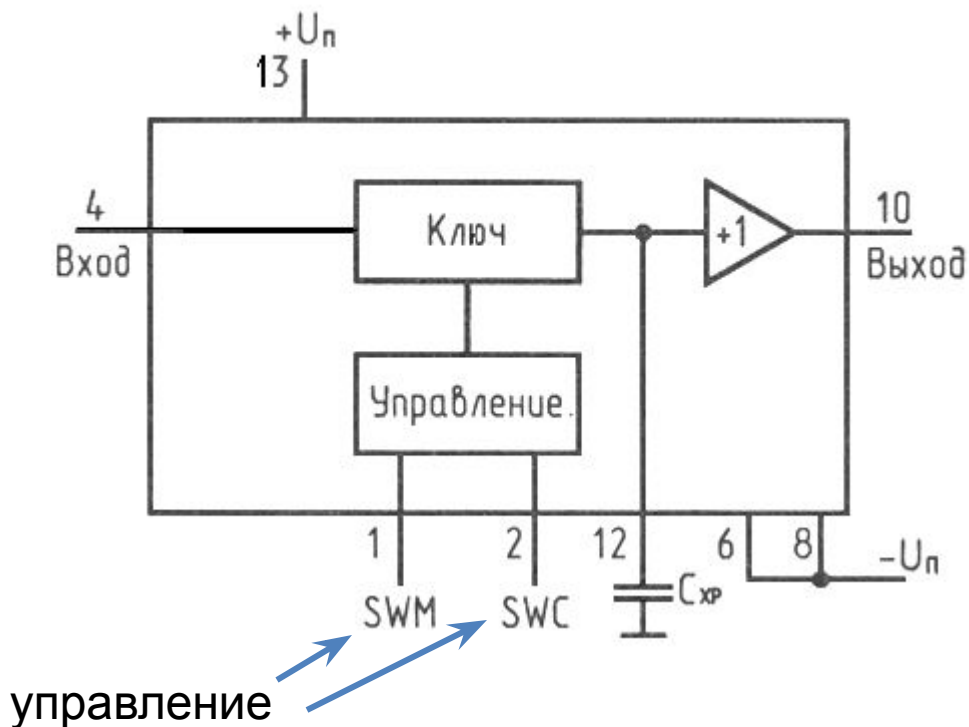 +Uп
13
4
Вход
Ключ
+1
10
Выход
Управление.
1
2
12
6
8
-Uп
SWM
SWC
Cхр
управление